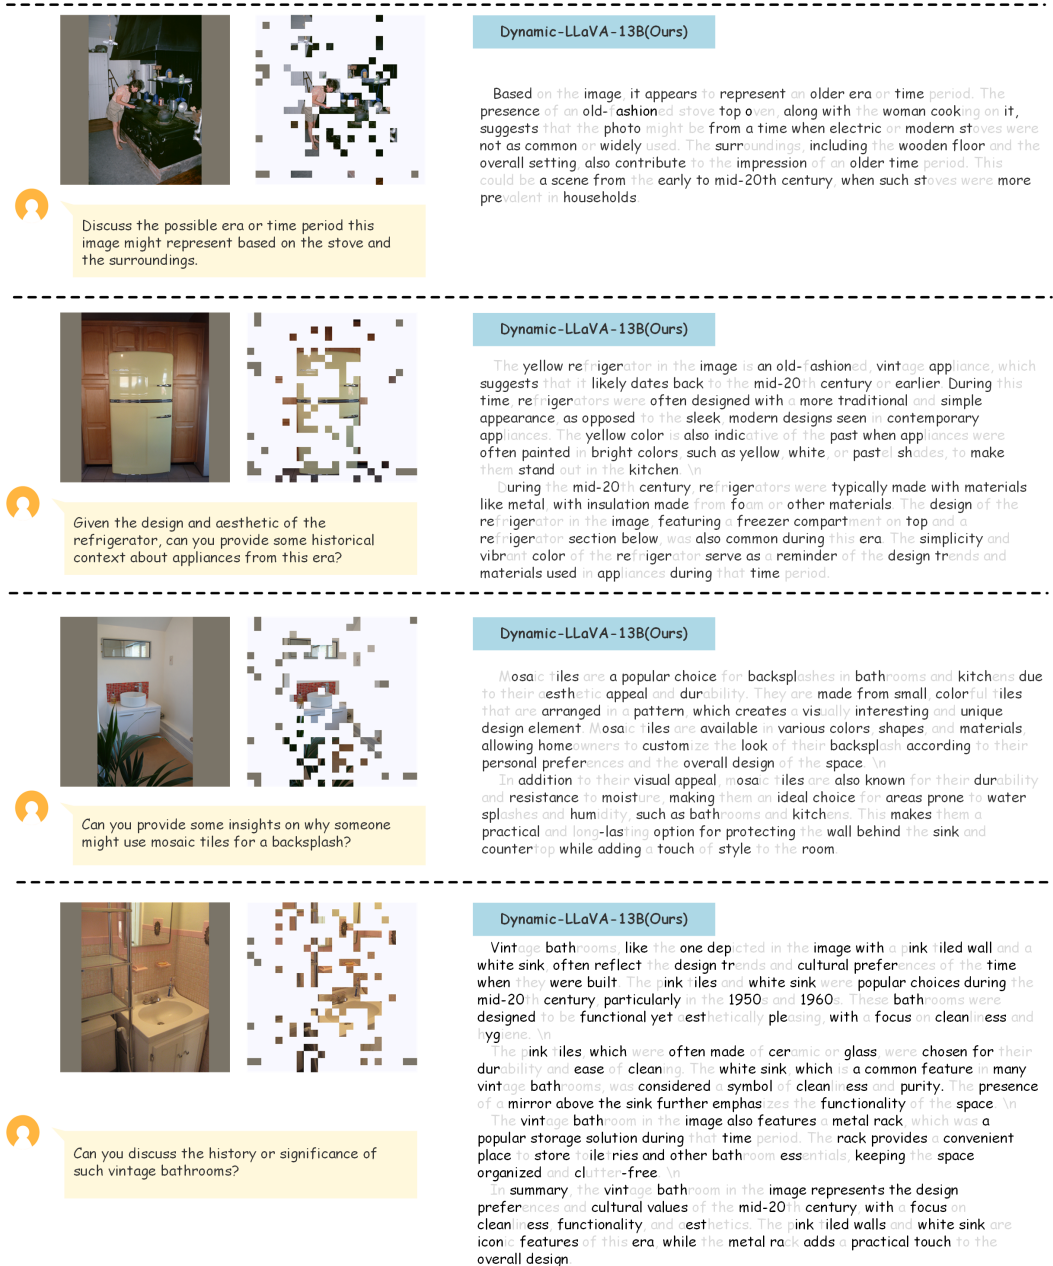 Dynamic-LLaVA-13B(Ours)
Based on the image, it appears to represent an older era or time period. The
presence of an old-fashioned stove top oven, along with the woman cooking on it,
suggests that the photo might be from a time when electric or modern stoves were
not as common or widely used. The surroundings, including the wooden floor and the
overall setting, also contribute to the impression of an older time period. This
could be a scene from the early to mid-20th century, when such stoves were more
prevalent in households.
Discuss the possible era or time period this
image might represent based on the stove and
the surroundings.
Dynamic-LLaVA-13B(Ours)
The yellow refrigerator in the image is an old-fashioned, vintage appliance, which
suggests that it likely dates back to the mid-20th century or earlier. During this
time, refrigerators were often designed with a more traditional and simple
appearance, as opposed to the sleek, modern designs seen in contemporary
appliances. The yellow color is also indicative of the past when appliances were
often painted in bright colors, such as yellow, white, or pastel shades, to make
them stand out in the kitchen. \n
During the mid-20th century, refrigerators were typically made with materials
like metal, with insulation made from foam or other materials. The design of the
refrigerator in the image, featuring a freezer compartment on top and a
refrigerator section below, was also common during this era. The simplicity and
vibrant color of the refrigerator serve as a reminder of the design trends and
materials used in appliances during that time period.
Given the design and aesthetic of the
refrigerator, can you provide some historical
context about appliances from this era?
Dynamic-LLaVA-13B(Ours)
Mosaic tiles are a popular choice for backsplashes in bathrooms and kitchens due
to their aesthetic appeal and durability. They are made from small, colorful tiles
that are arranged in a pattern, which creates a visually interesting and unique
design element. Mosaic tiles are available in various colors, shapes, and materials,
allowing homeowners to customize the look of their backsplash according to their
personal preferences and the overall design of the space. \n
In addition to their visual appeal, mosaic tiles are also known for their durability
and resistance to moisture, making them an ideal choice for areas prone to water
splashes and humidity, such as bathrooms and kitchens. This makes them a
practical and long-lasting option for protecting the wall behind the sink and
countertop while adding a touch of style to the room.
Can you provide some insights on why someone
might use mosaic tiles for a backsplash?
Dynamic-LLaVA-13B(Ours)
Vintage bathrooms, like the one depicted in the image with a pink tiled wall and a
white sink, often reflect the design trends and cultural preferences of the time
when they were built. The pink tiles and white sink were popular choices during the
mid-20th century, particularly in the 1950s and 1960s. These bathrooms were
designed to be functional yet aesthetically pleasing, with a focus on cleanliness and
hygiene. \n
The pink tiles, which were often made of ceramic or glass, were chosen for their
durability and ease of cleaning. The white sink, which is a common feature in many
vintage bathrooms, was considered a symbol of cleanliness and purity. The presence
of a mirror above the sink further emphasizes the functionality of the space. \n
The vintage bathroom in the image also features a metal rack, which was a
popular storage solution during that time period. The rack provides a convenient
place to store toiletries and other bathroom essentials, keeping the space
organized and clutter-free. \n
In summary, the vintage bathroom in the image represents the design
preferences and cultural values of the mid-20th century, with a focus on
cleanliness, functionality, and aesthetics. The pink tiled walls and white sink are
iconic features of this era, while the metal rack adds a practical touch to the
overall design.
Can you discuss the history or significance of
such vintage bathrooms?